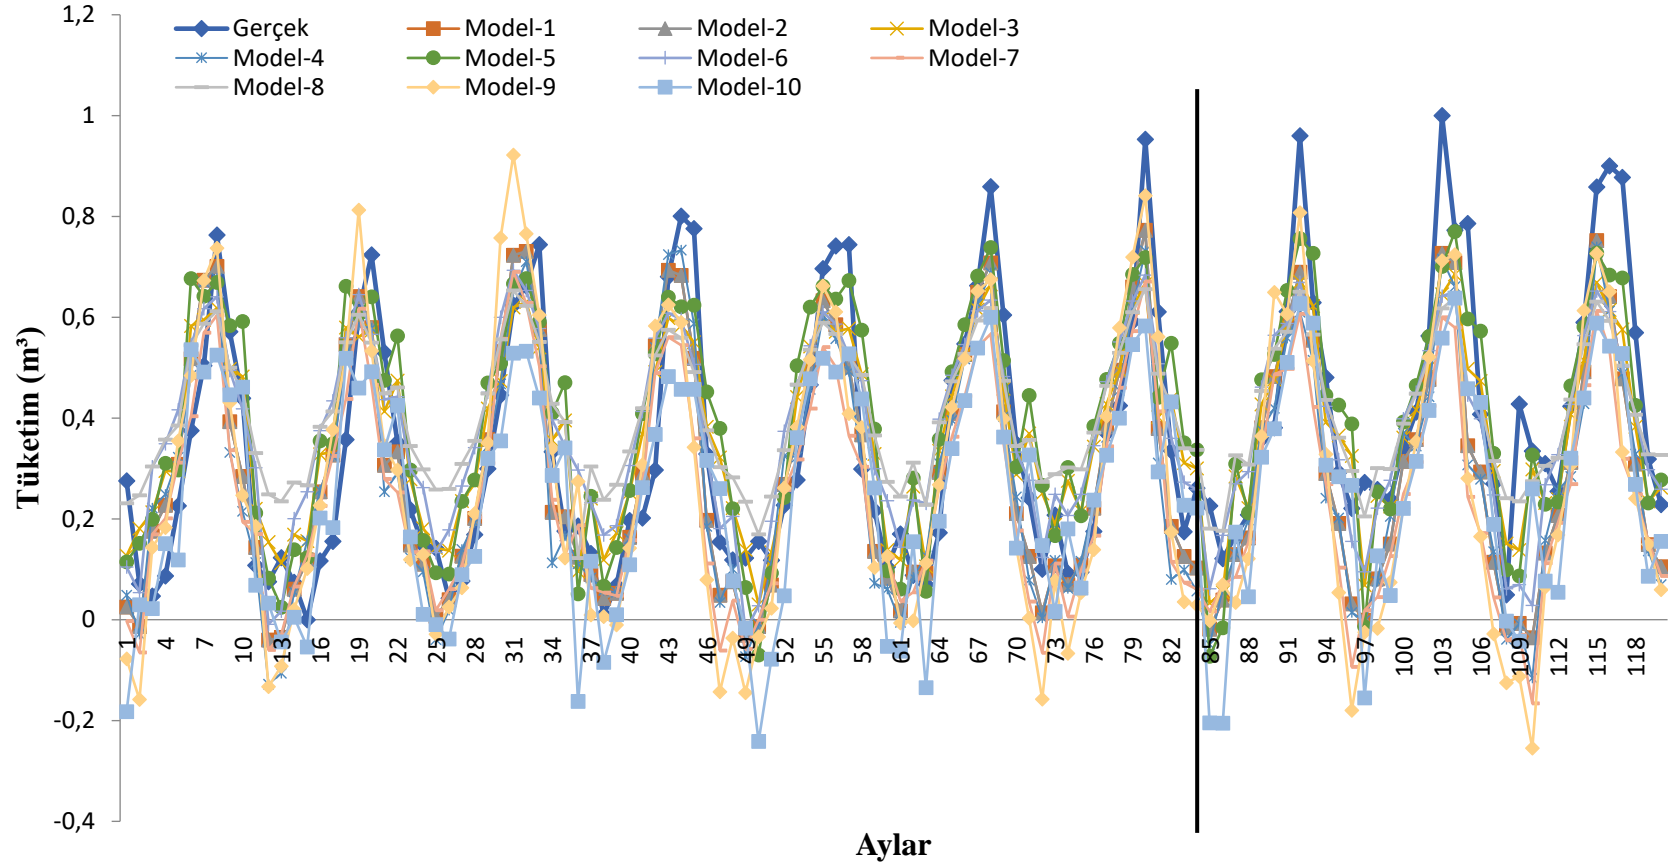 1,2
Gerçek Model-1 Model-2 Model-3
Model-4 Model-5 Model-6 Model-7
Model-8 Model-9 Model-10
1
0,8
0,6
0,4
0,2
0
-0,2
-0,4
Tüketim (m³)
1 4 7 10 13 16 19 22 25 28 31 34 37 40 43 46 49 52 55 58 61 64 67 70 73 76 79 82 85 88 91 94 97 100 103 106 109 112 115 118
Aylar